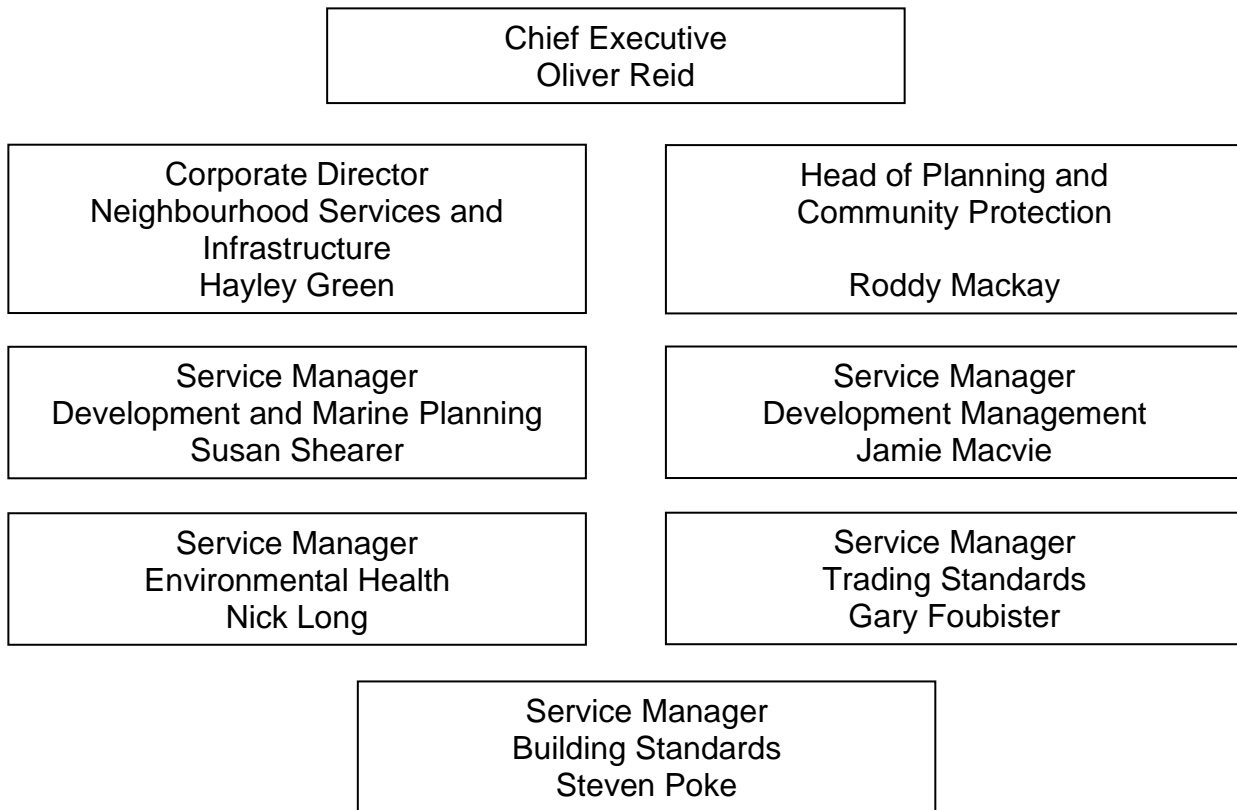 Chief Executive
Oliver Reid
Corporate Director
Neighbourhood Services and
Infrastructure
Hayley Green
Head of Planning and
Community Protection
Roddy Mackay
Service Manager
Development and Marine Planning
Susan Shearer
Service Manager
Development Management
Jamie Macvie
Service Manager
Environmental Health
Nick Long
Service Manager
Trading Standards
Gary Foubister
Service Manager
Building Standards
Steven Poke